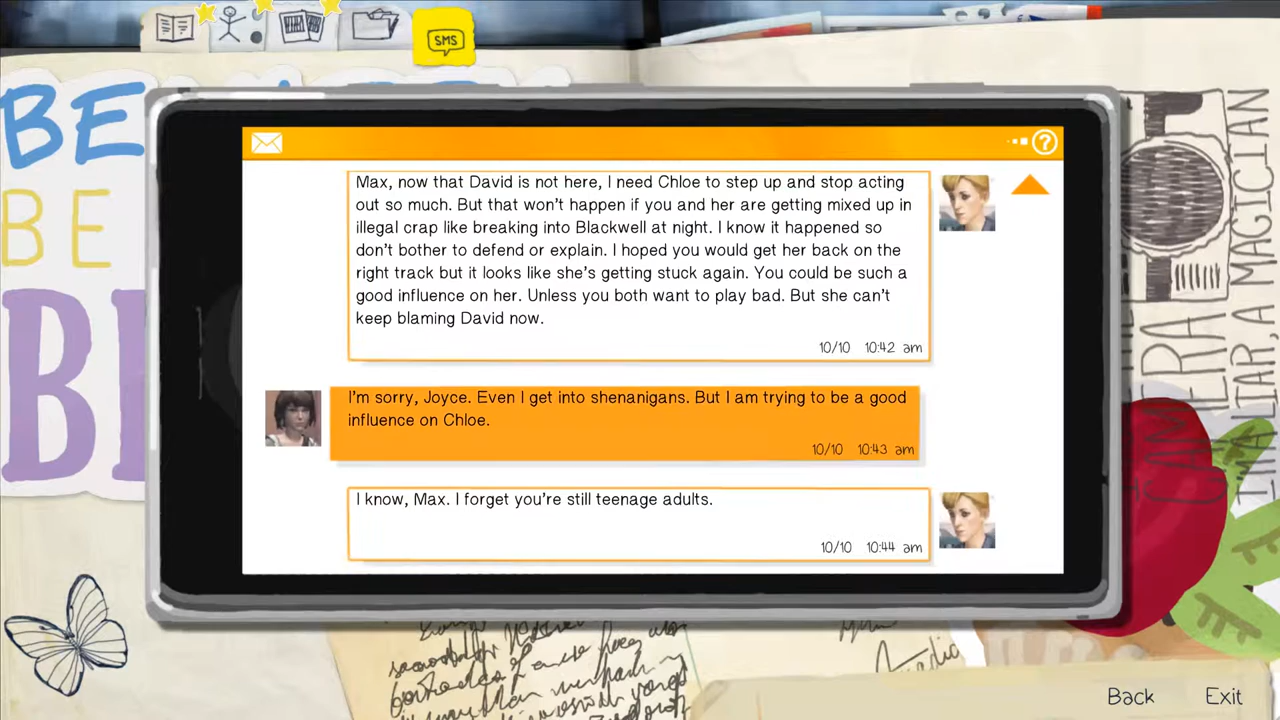 SMS
BE
BE
Max, now that David is not here, I need Chloe to step up and stop acting
out so much. But that won't happen if you and her are getting mixed up in
illegal crap like breaking into Blackwell at night. I know it happened so
don't bother to defend or explain. I hoped you would get her back on the
right track but it looks like she's getting stuck again. You could be such a
good influence on her. Unless you both want to play bad. But she can't
keep blaming David now.
10/10 10:42 am
I'm sorry, Joyce. Even I get into shenanigans. But I am trying to be a good
influence on Chloe.
10/10 10:43 am
I know, Max. I forget you're still teenage adults.
10/10 10:44 am
?
A MAGICIAN
Back
Exit